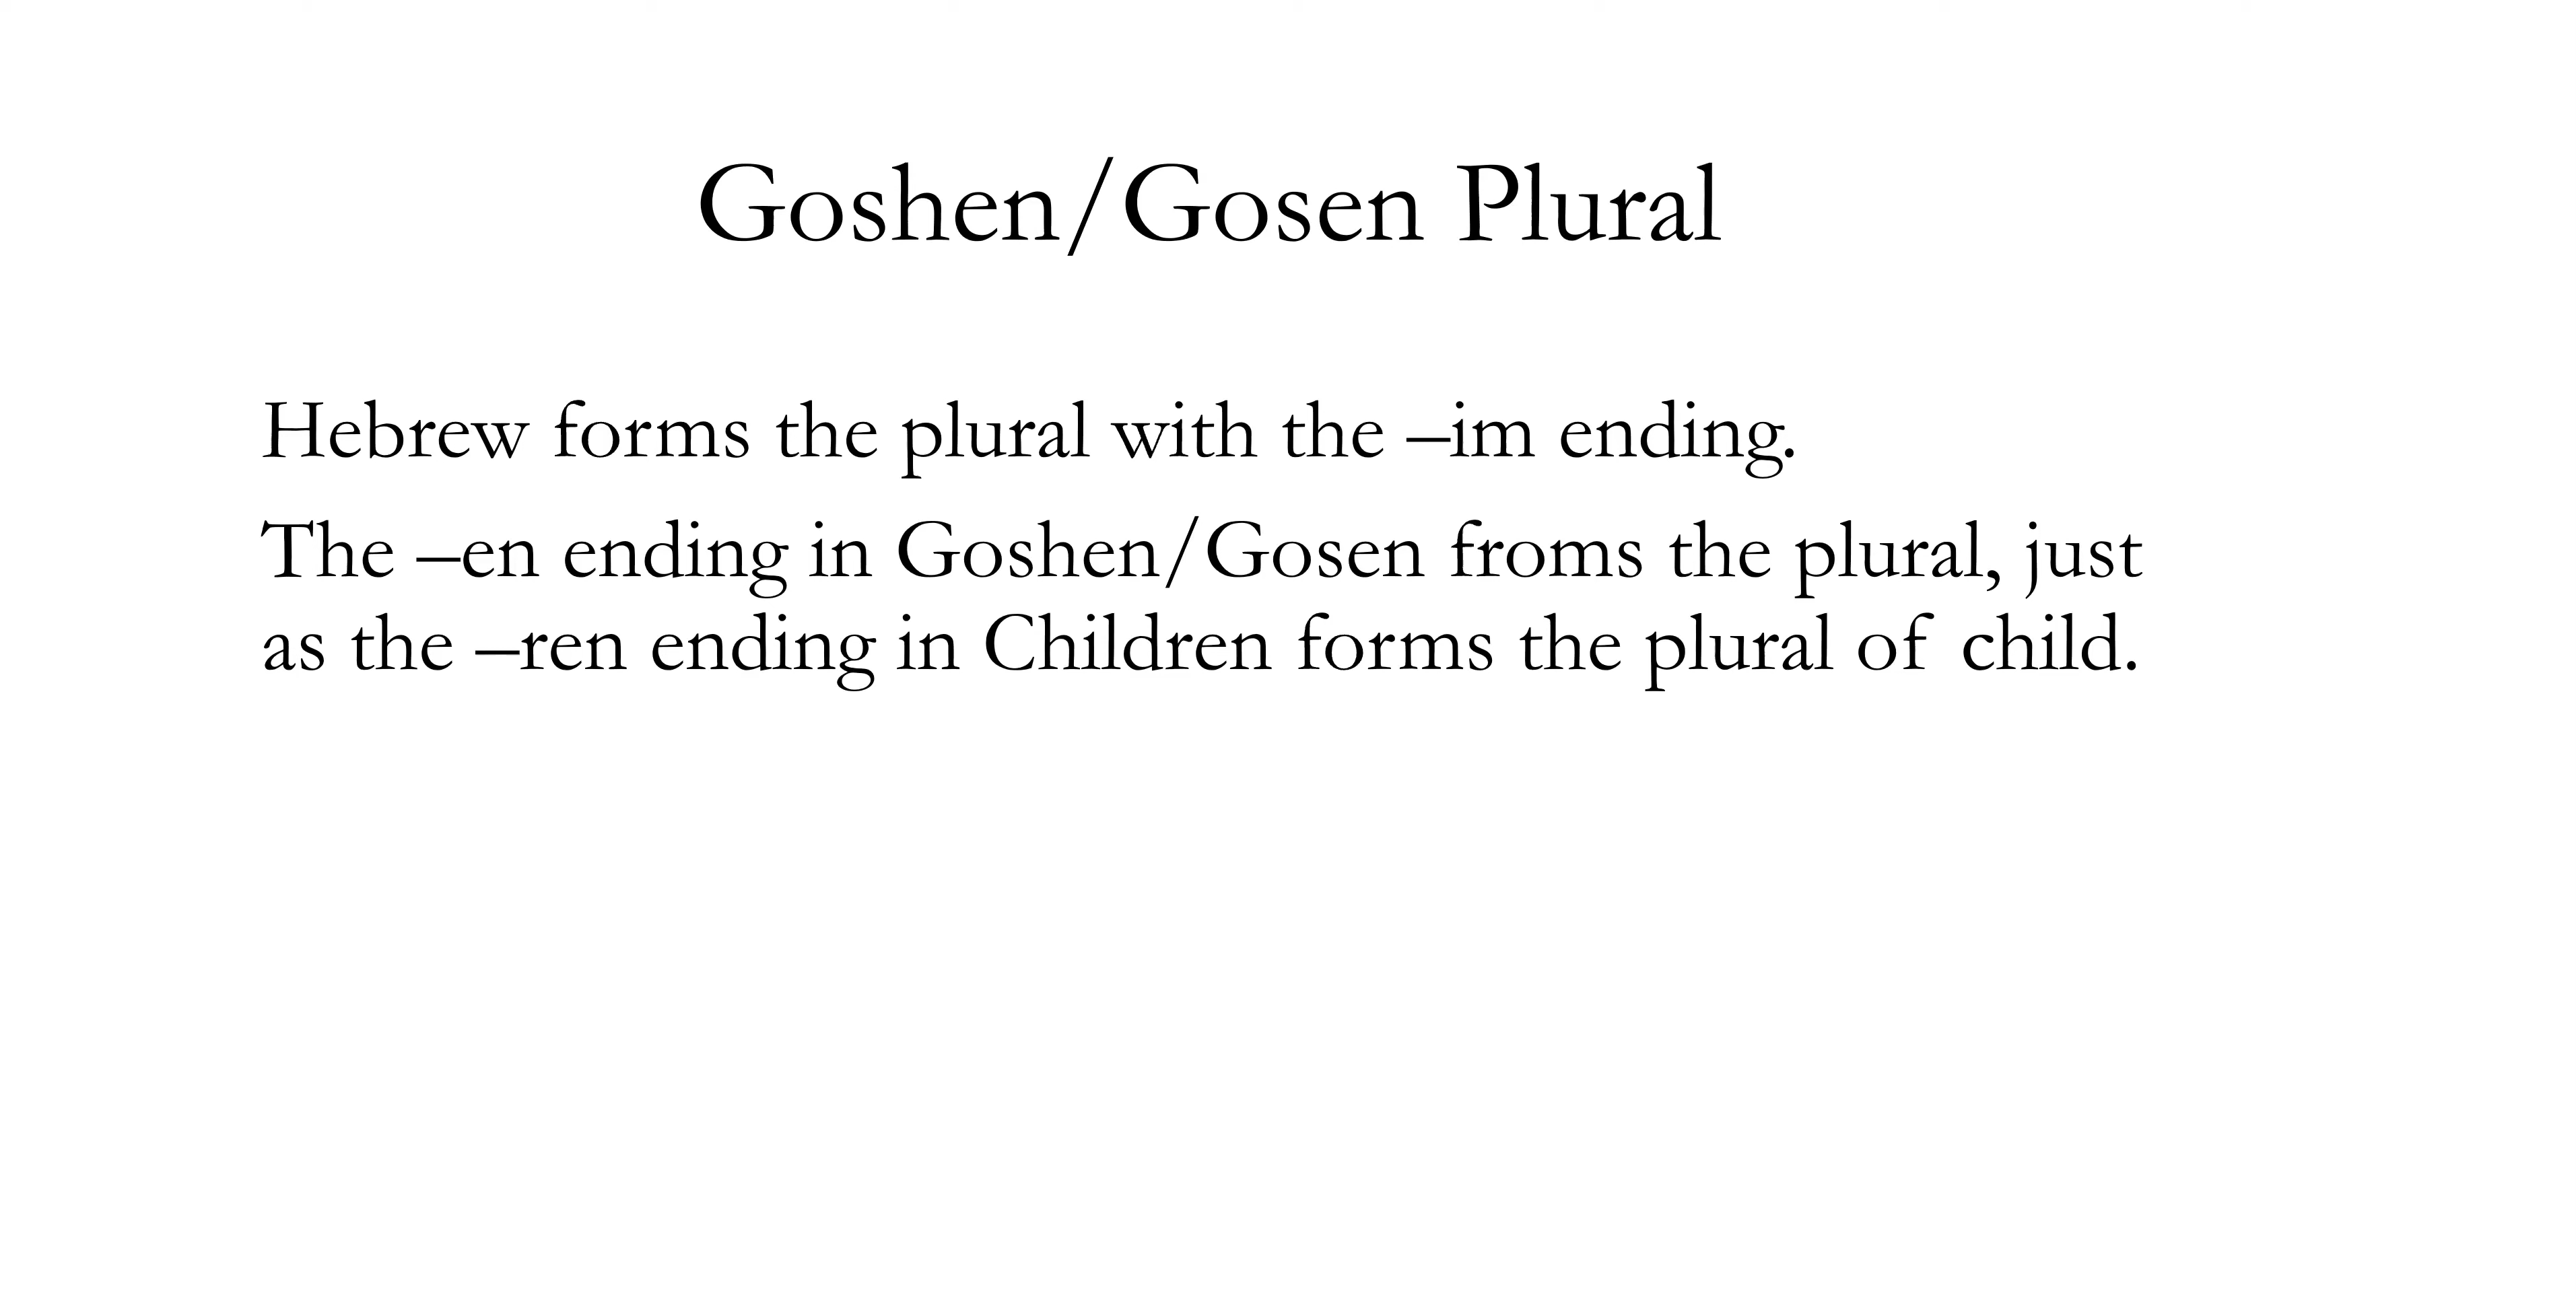 Goshen/Gosen Plural
Hebrew forms the plural with the –im ending.
The –en ending in Goshen/Gosen froms the plural, just
as the –ren ending in Children forms the plural of child.